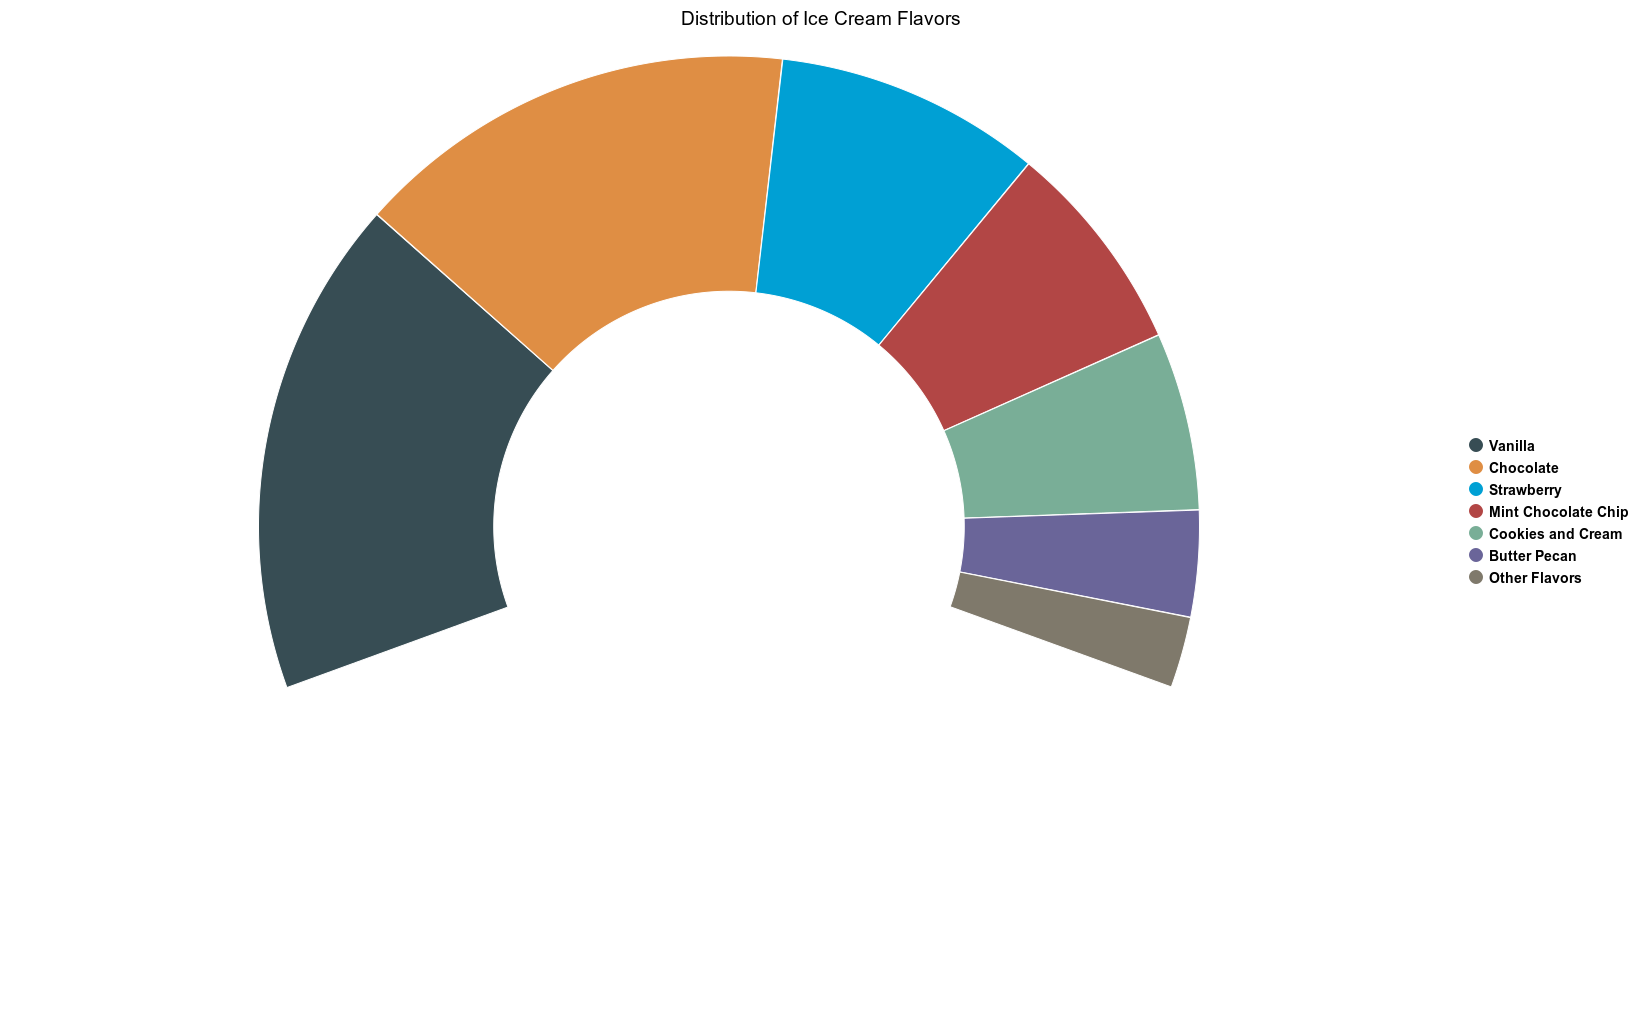 Distribution of Ice Cream Flavors
Vanilla
Chocolate
Strawberry
Mint Chocolate Chip
Cookies and Cream
Butter Pecan
Other Flavors